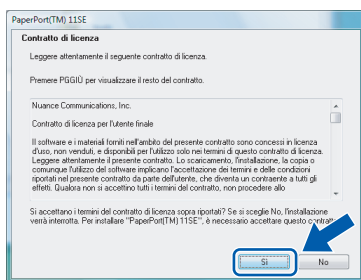 PaperPort(TM) 11SE
Contratto di licenza
Leggere attentamente il seguente contratto di licenza.
Premere PGGIÙ per visualizzare il resto del contratto.
Nuance Communications, Inc.
Contratto di licenza per l'utente finale
Il software e i materiali forniti nell'ambito del presente contratto sono concessi in licenza
d'uso, non venduti, e disponibili per l'utilizzo solo nei termini di questo contratto di licenza.
Leggere attentamente il presente contratto. Lo scaricamento, l'installazione, la copia o
comunque l'utilizzo del software implicano l'accettazione dei termini e delle condizioni
riportati nel presente contratto da parte dell'utente, che diventa un contraente a tutti gli
effetti. Qualora non si accettino tutti i termini del contratto, non procedere allo
Si accettano i termini del contratto di licenza sopra riportati? Se si sceglie No, l'installazione
verrà interrotta. Per installare "PaperPort(TM) 11SE", è necessario accettare questo
Sì
No